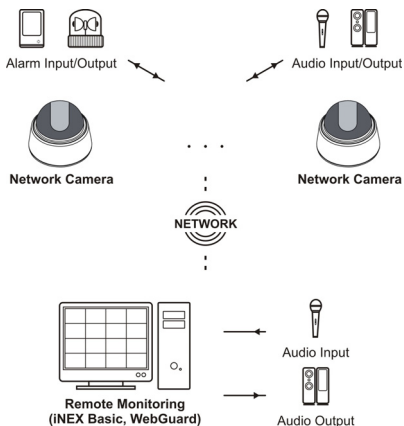 Alarm Input/Output
Audio Input/Output
Network Camera
Network Camera
NETWORK
Audio Input
Remote Monitoring
(iNEX Basic, WebGuard)
Audio Output